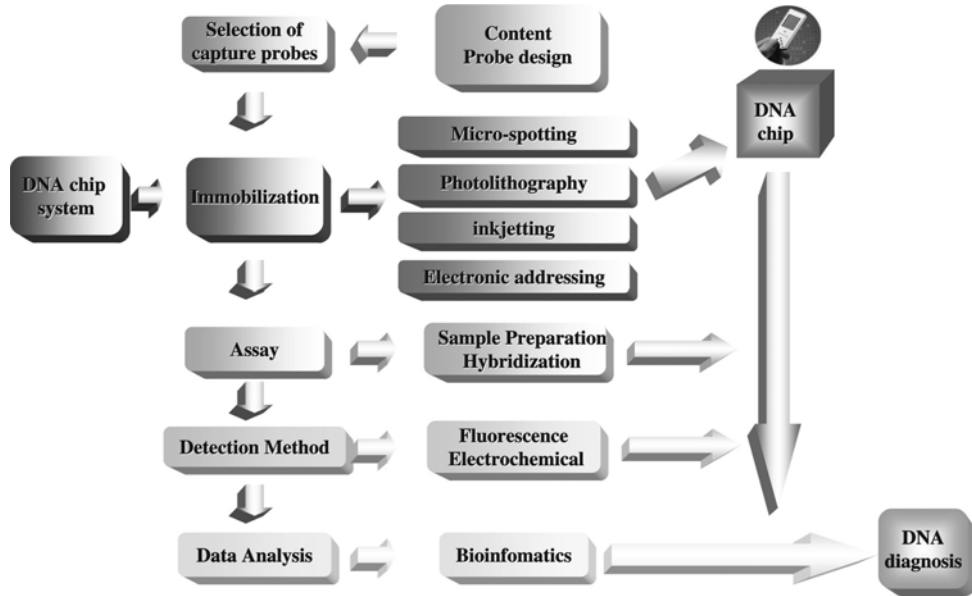 Selection of
capture probes
Content
Probe design
DNA
chip
Micro-spotting
DNA chip
system
Immobilization
Photolithography
inkjetting
Electronic addressing
Assay
Sample Preparation
Hybridization
Detection Method
Fluorescence
Electrochemical
Data Analysis
Bioinfomatics
DNA
diagnosis